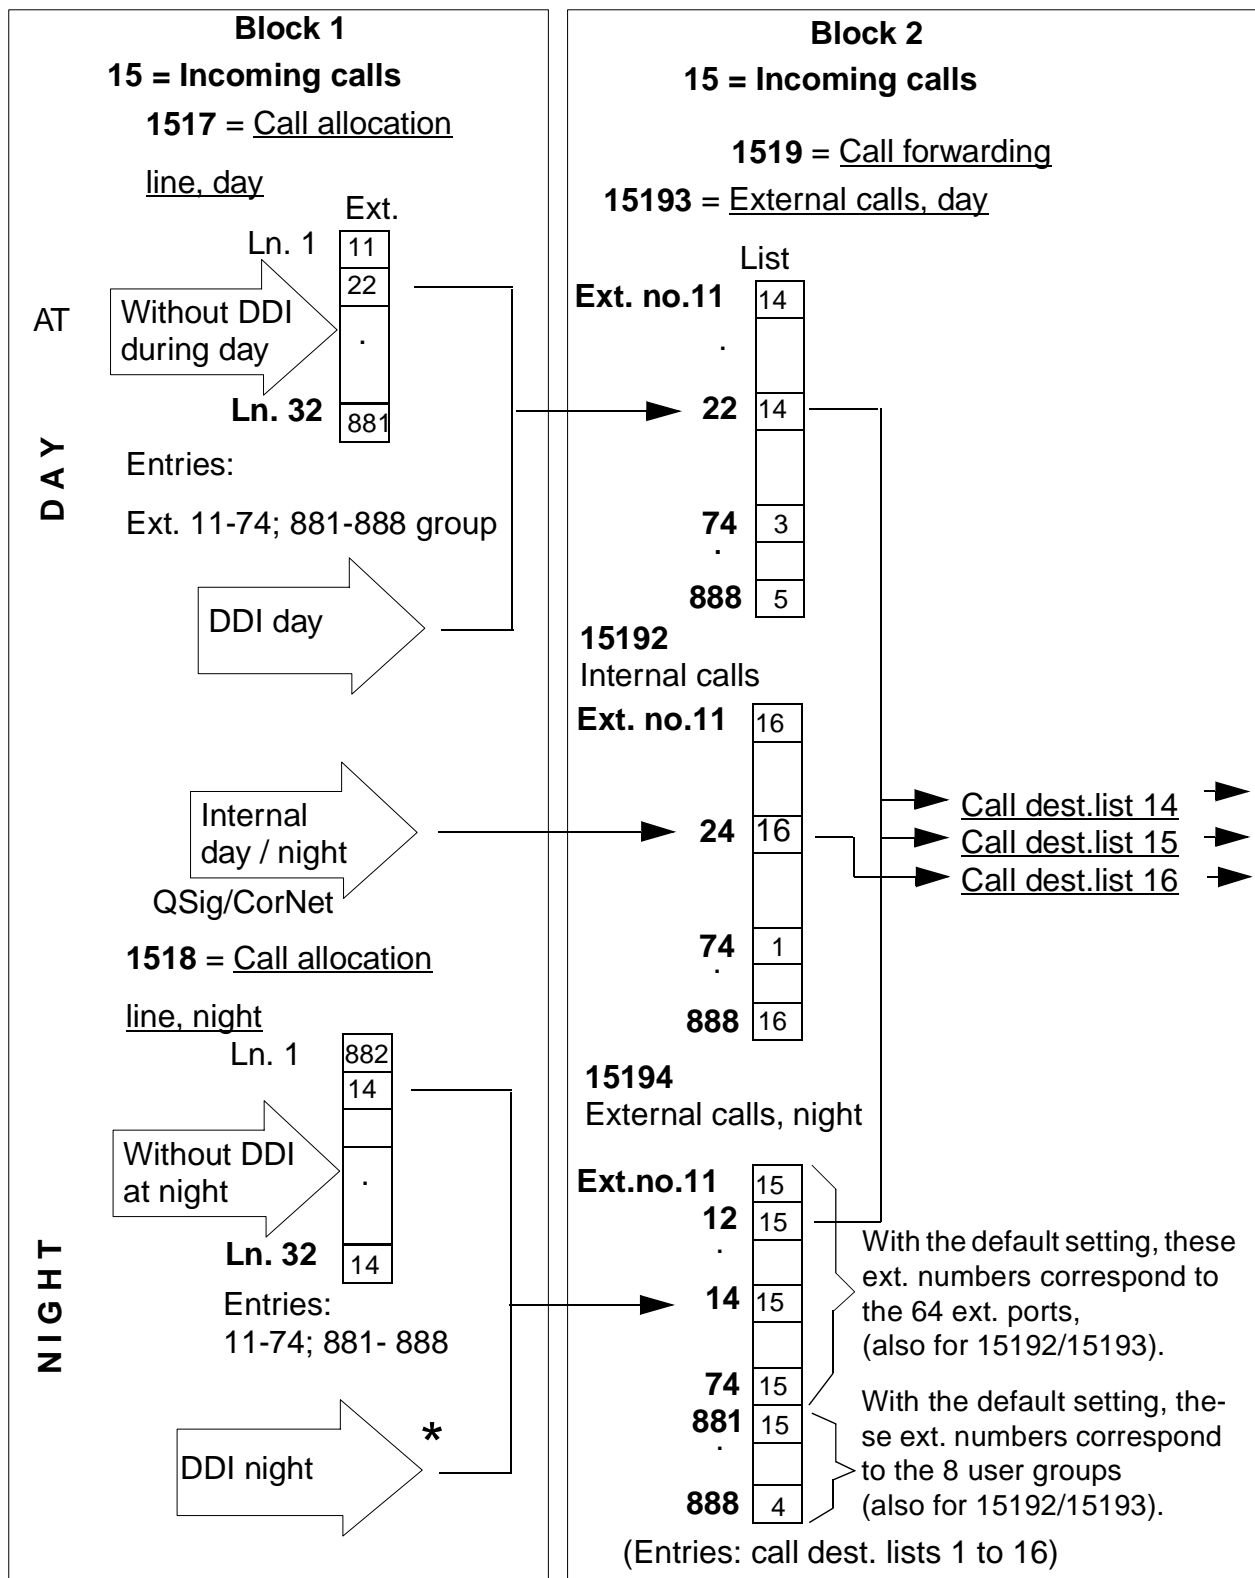 Block 1
15 = Incoming calls
1517 = Call allocation
line, day
Ext.
Ln. 1
11
22
AT
Without DDI
during day
.
Ln. 32
881
DAY
Entries:
Ext. 11-74; 881-888 group
DDI day
Internal
day / night
QSig/CorNet
1518 = Call allocation
line, night
Ln. 1
882
14
Without DDI
at night
.
Ln. 32
14
NIGHT
Entries:
11-74; 881- 888
DDI night
*
Block 2
15 = Incoming calls
1519 = Call forwarding
15193 = External calls, day
List
Ext. no.11
14
.
22
14
74
3
.
888
5
15192
Internal calls
Ext. no.11
16
24
16
74
1
.
888
16
Call dest.list 14
Call dest.list 15
Call dest.list 16
15194
External calls, night
Ext.no.11
15
12
15
.
14
15
74
15
881
15
.
888
4
With the default setting, these
ext. numbers correspond to
the 64 ext. ports,
(also for 15192/15193).
With the default setting, the-
se ext. numbers correspond
to the 8 user groups
(also for 15192/15193).
(Entries: call dest. lists 1 to 16)